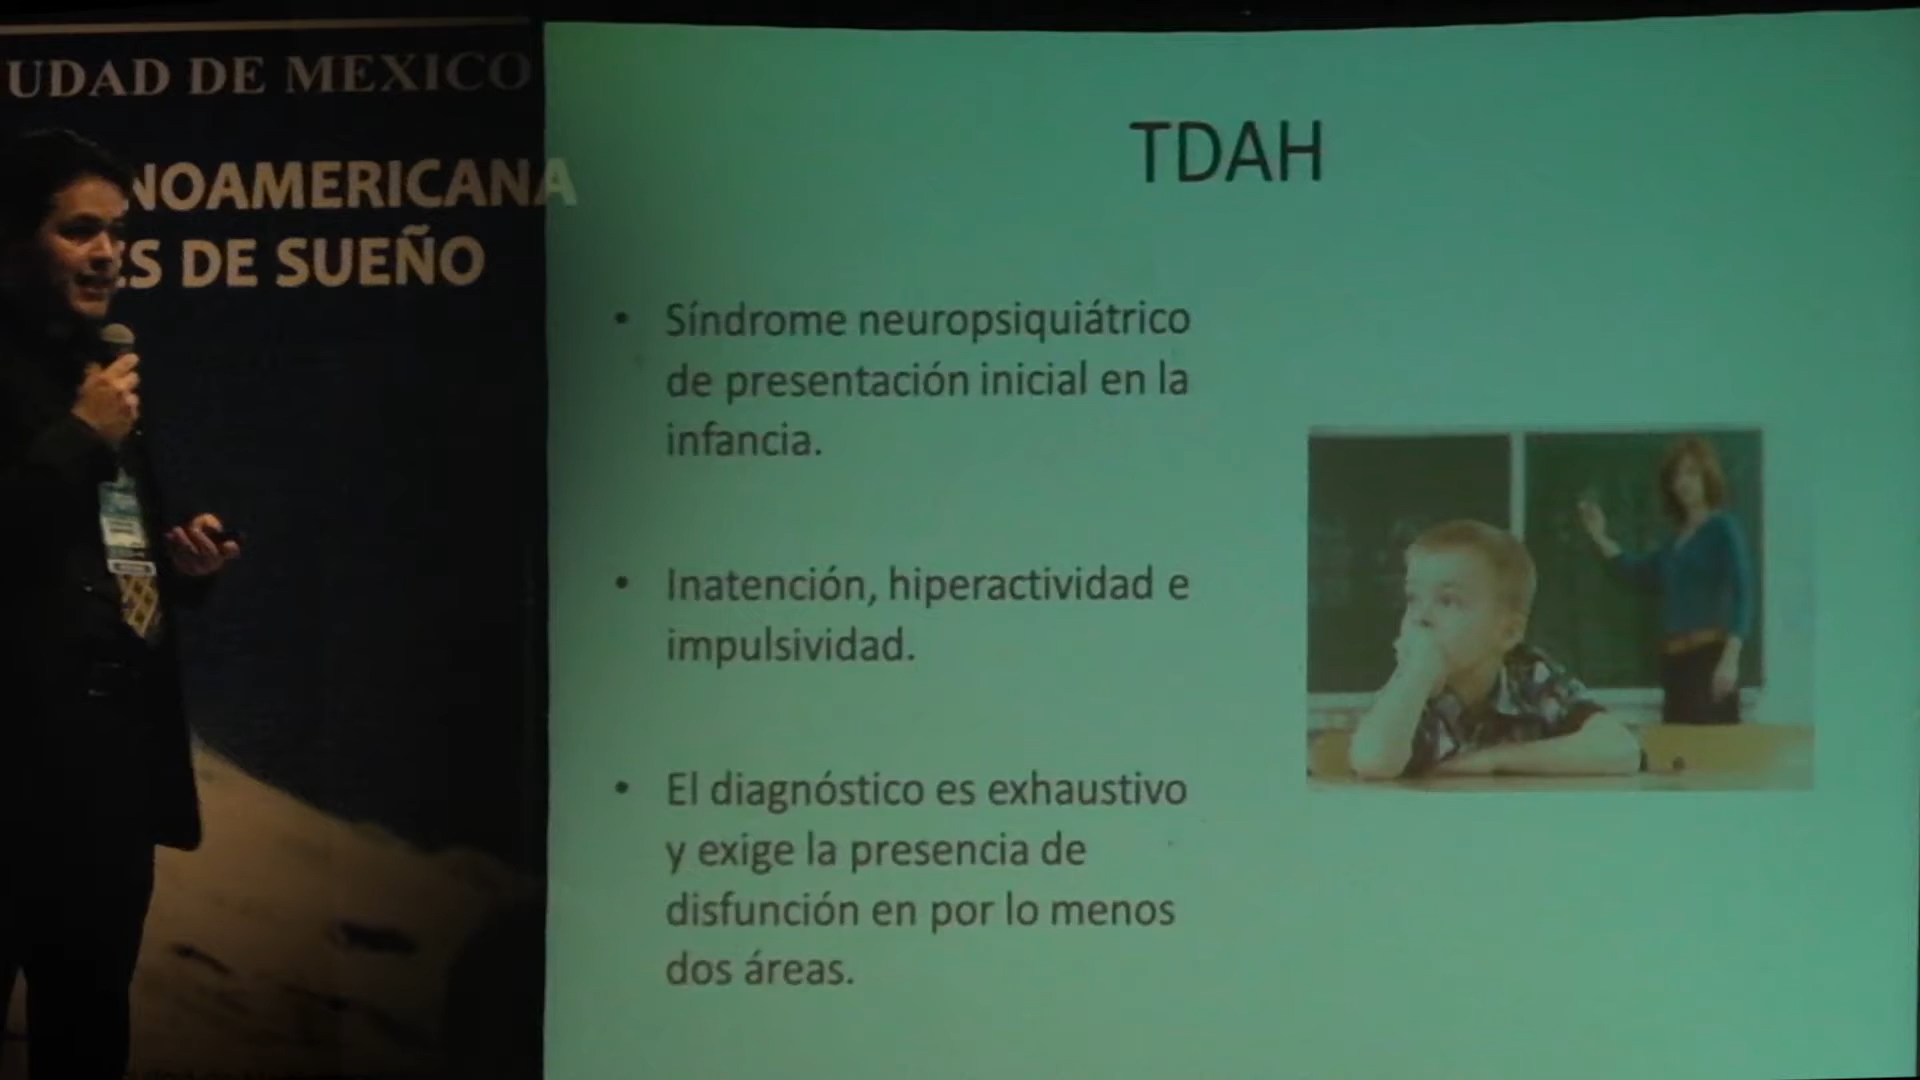 UDAD DE MEXICO
NOAMERICANA
ES DE SUEÑO
TDAH
• Síndrome neuropsiquiátrico
de presentación inicial en la
infancia.
• Inatención, hiperactividad e
impulsividad.
• El diagnóstico es exhaustivo
y exige la presencia de
disfunción en por lo menos
dos áreas.